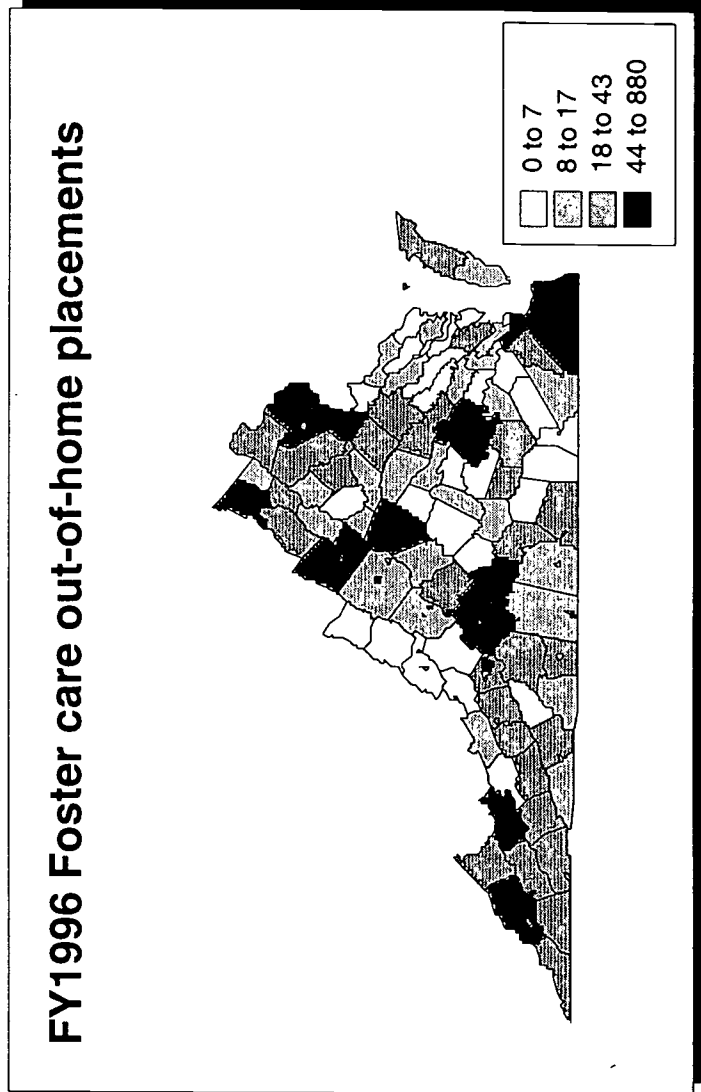 FY1996 Foster care out-of-home placements
0 to 7
8 to 17
18 to 43
44 to 880